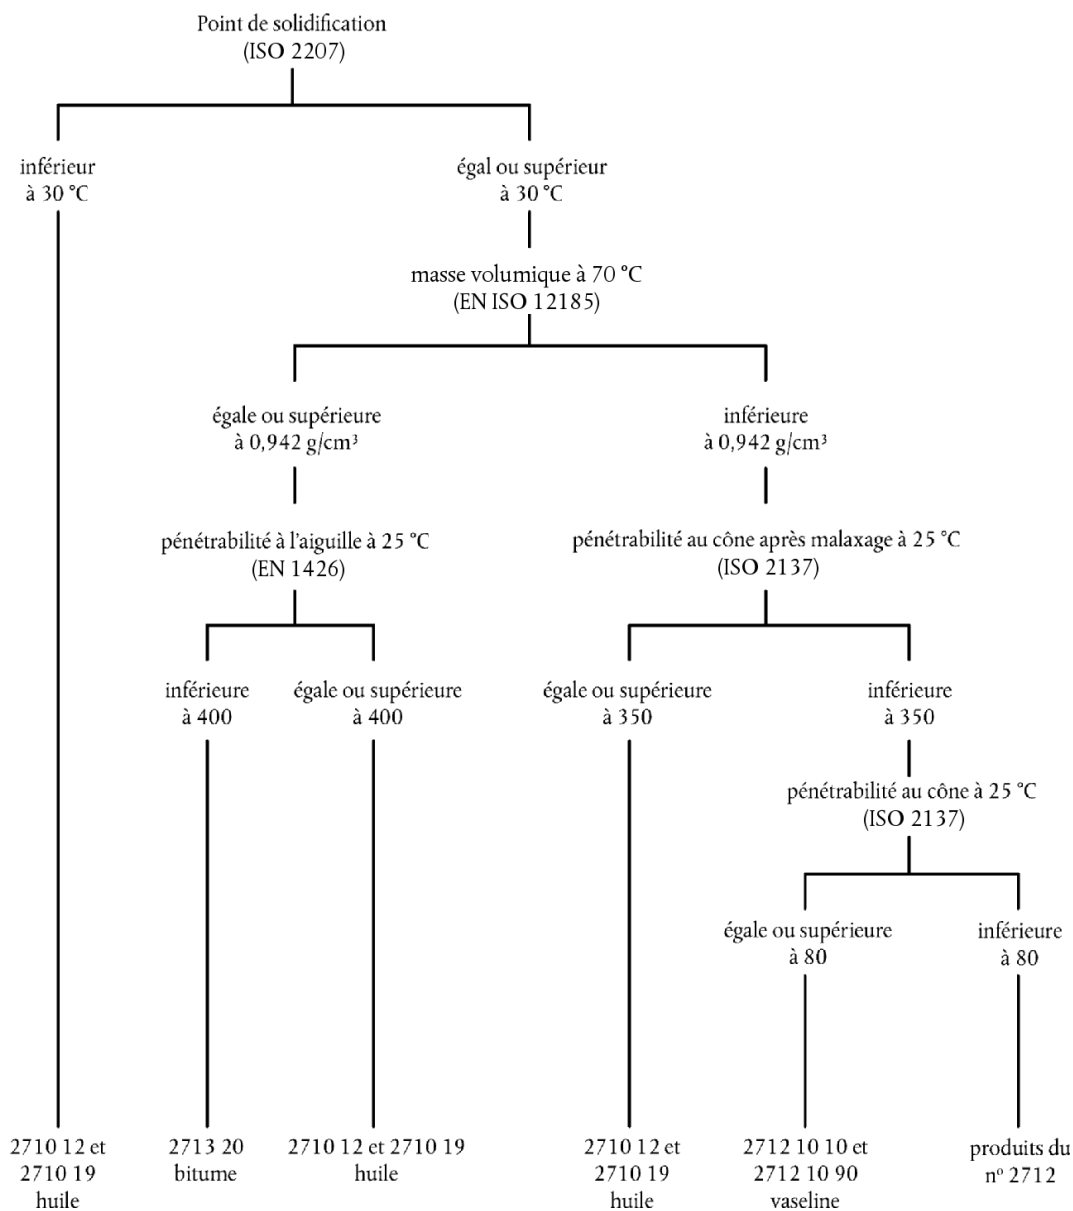 Point de solidification
(ISO 2207)
inférieur
à 30 °C
égal ou supérieur
à 30 °C
masse volumique à 70 °C
(EN ISO 12185)
égale ou supérieure
à 0,942 g/cm³
inférieure
à 0,942 g/cm³
pénétrabilité à l’aiguille à 25 °C
(EN 1426)
pénétrabilité au cône après malaxage à 25 °C
(ISO 2137)
inférieure
à 400
égale ou supérieure
à 400
égale ou supérieure
à 350
inférieure
à 350
pénétrabilité au cône à 25 °C
(ISO 2137)
égale ou supérieure
à 80
inférieure
à 80
2710 12 et
2710 19
huile
2713 20
bitume
2710 12 et 2710 19
huile
2710 12 et
2710 19
huile
2712 10 10 et
2712 10 90
vaseline
produits du
nº 2712